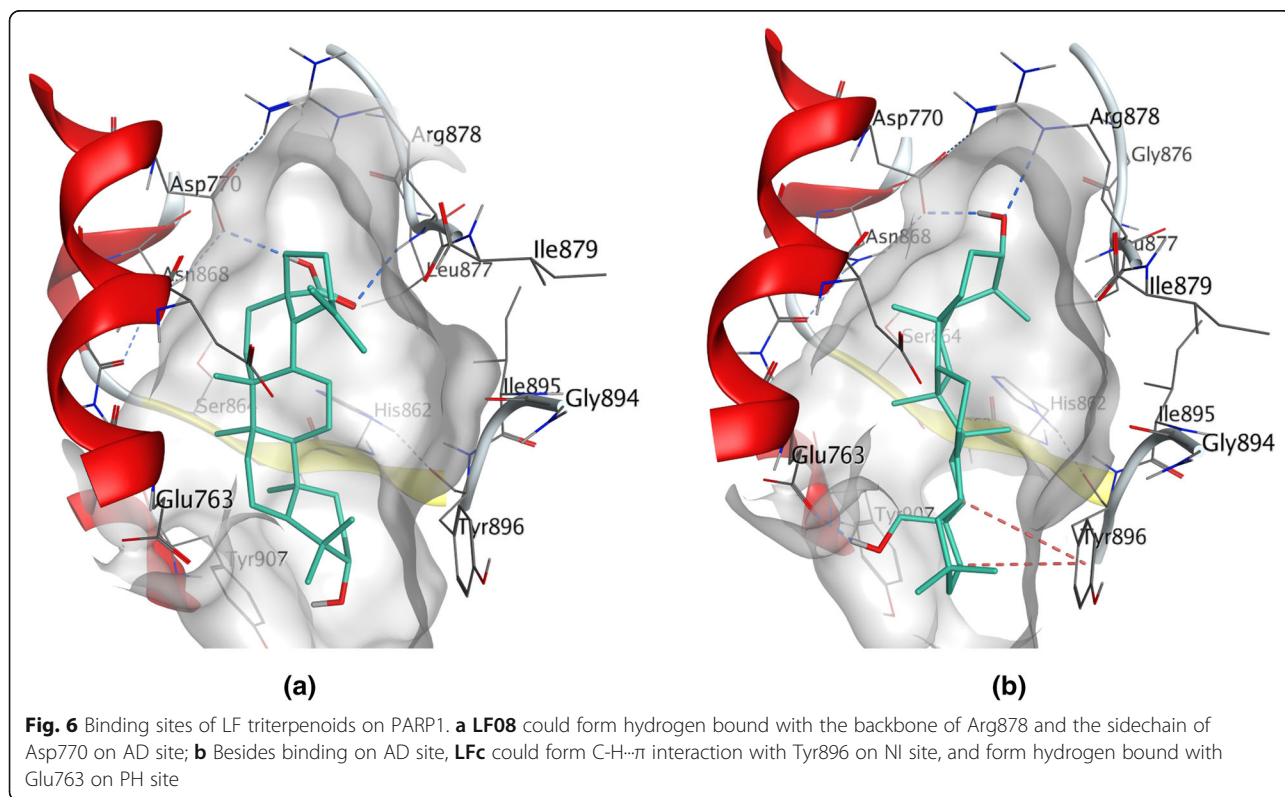 Asp770
Arg878
Asn868
Ile879
Leu877
Ser864
His862
Ile895
Gly894
Glu763
Tyr907
Tyr896
(a)
Asp770
Arg878
Gly876
Asn868
Ile879
Ser864
His862
Ile895
Gly894
Glu763
Tyr907
Tyr896
(b)
Fig. 6 Binding sites of LF triterpenoids on PARP1. a LF08 could form hydrogen bound with the backbone of Arg878 and the sidechain of
Asp770 on AD site; b Besides binding on AD site, LFc could form C-H···π interaction with Tyr896 on NI site, and form hydrogen bound with
Glu763 on PH site